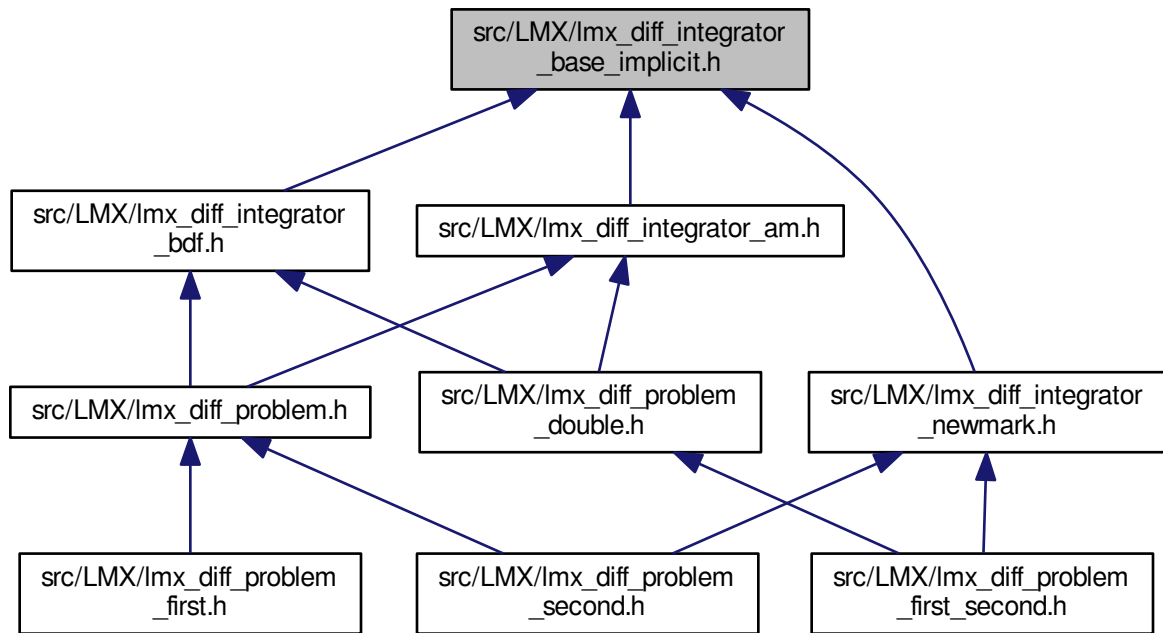 src/LMX/lmx_diff_integrator
_base_implicit.h
src/LMX/lmx_diff_integrator
_bdf.h
src/LMX/lmx_diff_integrator_am.h
src/LMX/lmx_diff_problem.h
src/LMX/lmx_diff_problem
_double.h
src/LMX/lmx_diff_integrator
_newmark.h
src/LMX/lmx_diff_problem
_first.h
src/LMX/lmx_diff_problem
_second.h
src/LMX/lmx_diff_problem
_first_second.h